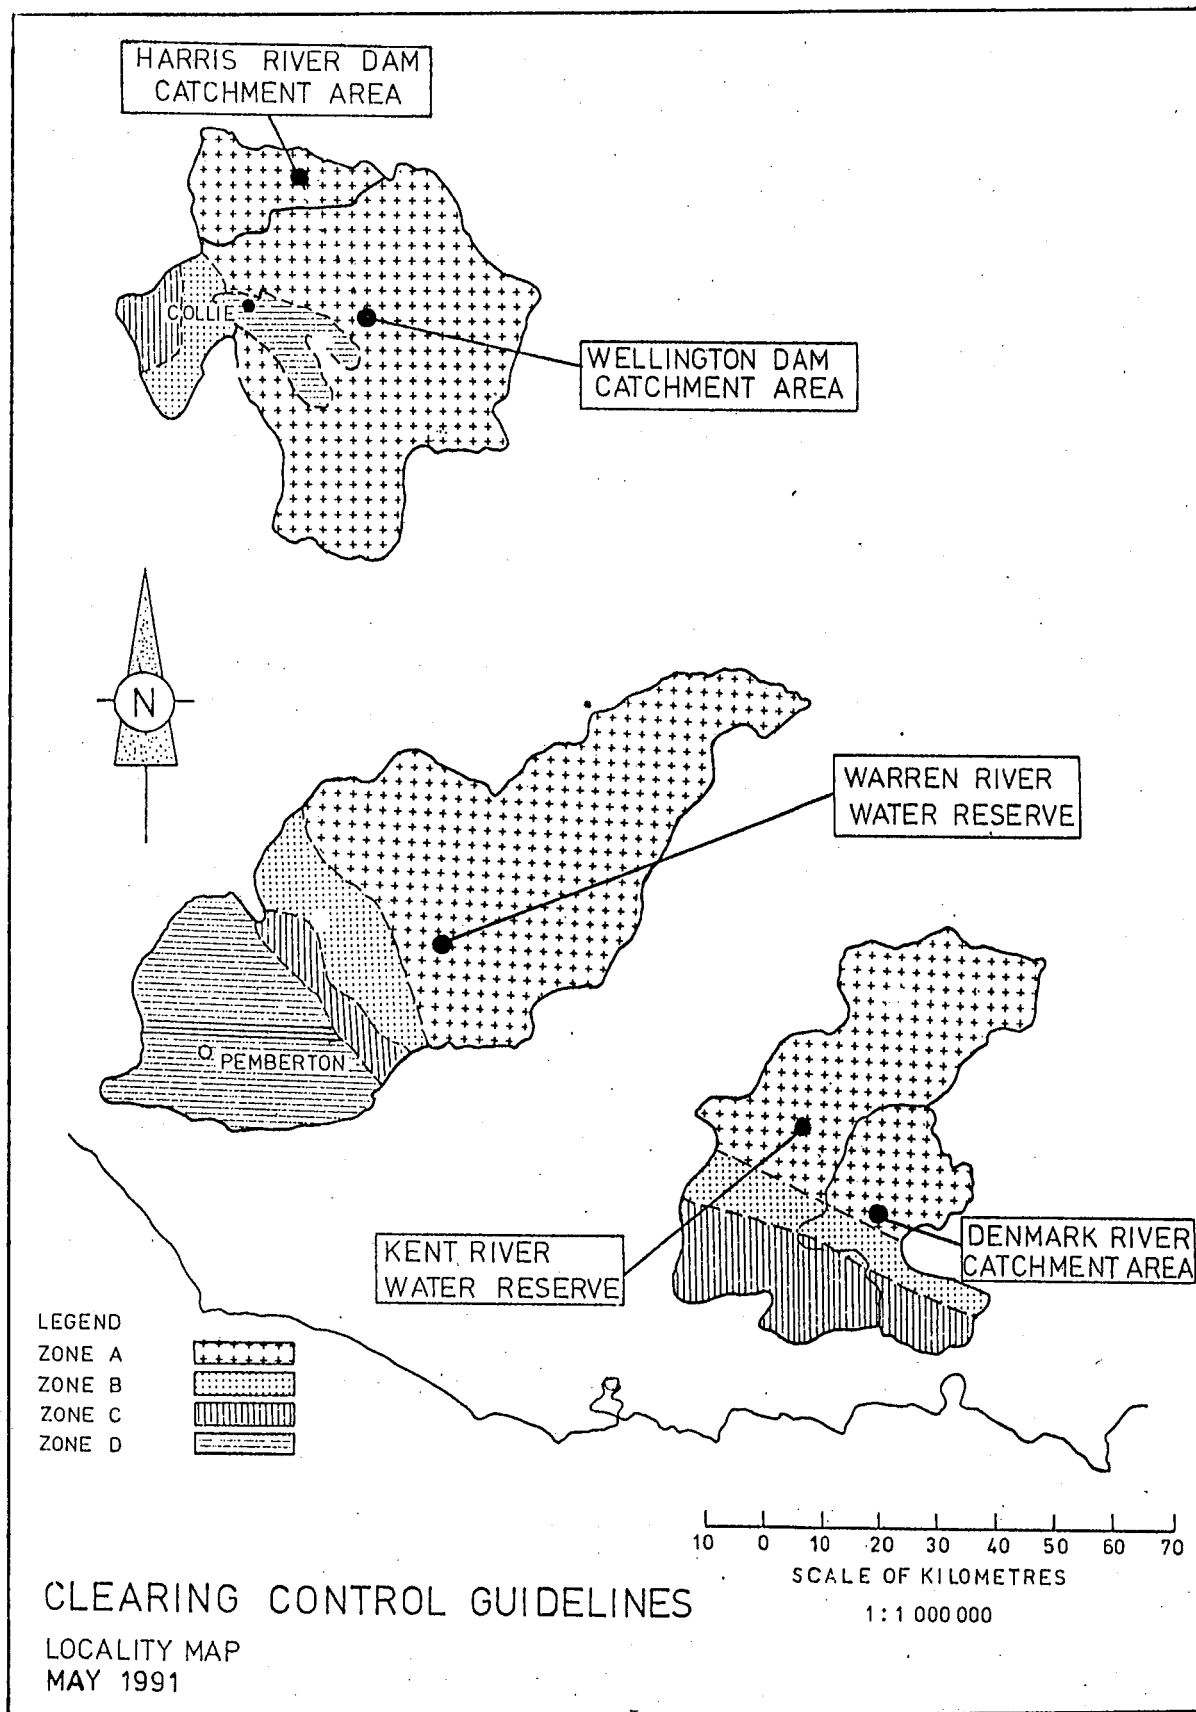 HARRIS RIVER DAM
CATCHMENT AREA
COLLIE
WELLINGTON DAM
CATCHMENT AREA
N
WARREN RIVER
WATER RESERVE
PEMBERTON
KENT RIVER
WATER RESERVE
DENMARK RIVER
CATCHMENT AREA
LEGEND
ZONE A
ZONE B
ZONE C
ZONE D
10 0 10 20 30 40 50 60 70
SCALE OF KILOMETRES
1:1 000 000
CLEARING CONTROL GUIDELINES
LOCALITY MAP
MAY 1991